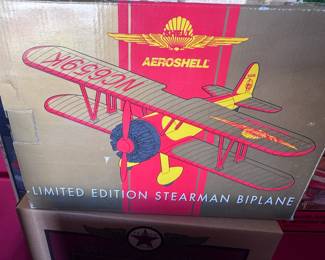 SHELL
AEROSHELL
NC659K
LIMITED EDITION STEARMAN BIPLANE